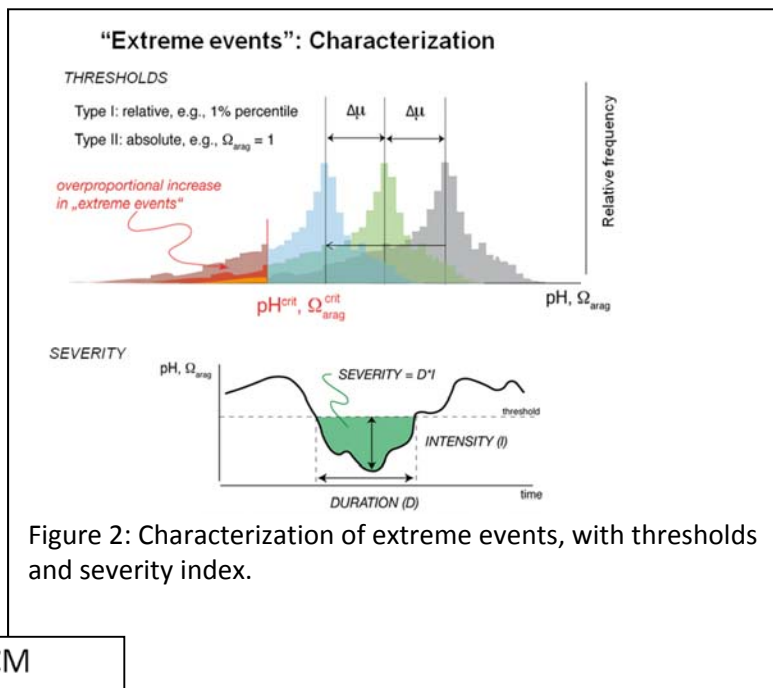 “Extreme events”: Characterization
THRESHOLDS
Type I: relative, e.g., 1% percentile
Type II: absolute, e.g., Ωarag = 1
Δμ Δμ
Relative frequency
overproportional increase
in „extreme events“
pHcrit, Ωcritarag
pH, Ωarag
SEVERITY
pH, Ωarag
SEVERITY = D*I
threshold
INTENSITY (I)
time
DURATION (D)
Figure 2: Characterization of extreme events, with thresholds
and severity index.